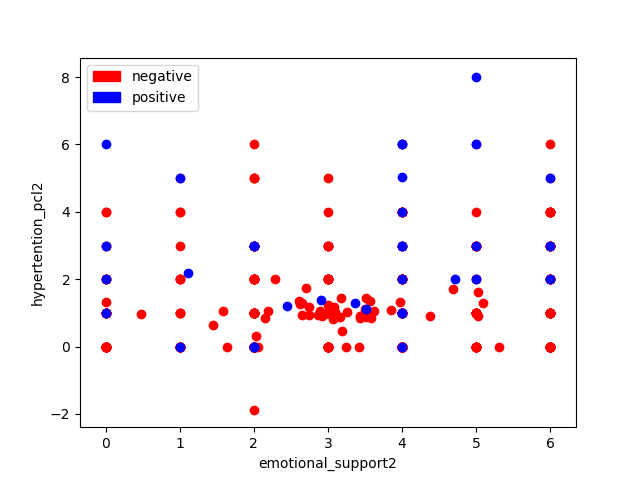 negative
positive
8
6
4
2
0
−2
hypertention_pcl2
0 1 2 3 4 5 6
emotional_support2